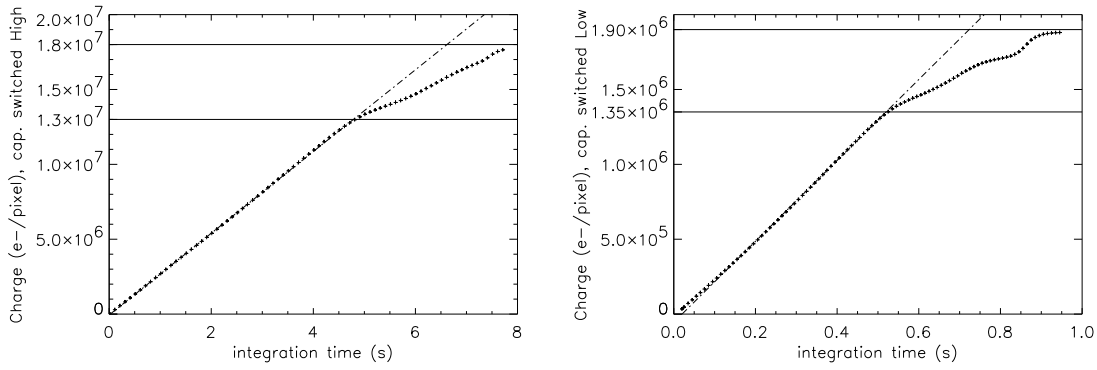 Charge (e−/pixel), cap. switched High
2.0×10⁷
1.8×10⁷
1.5×10⁷
1.3×10⁷
1.0×10⁷
5.0×10⁶
0
0 2 4 6 8
integration time (s)
Charge (e−/pixel), cap. switched Low
1.90×10⁶
1.5×10⁶
1.35×10⁶
1.0×10⁶
5.0×10⁵
0
0.0 0.2 0.4 0.6 0.8 1.0
integration time (s)